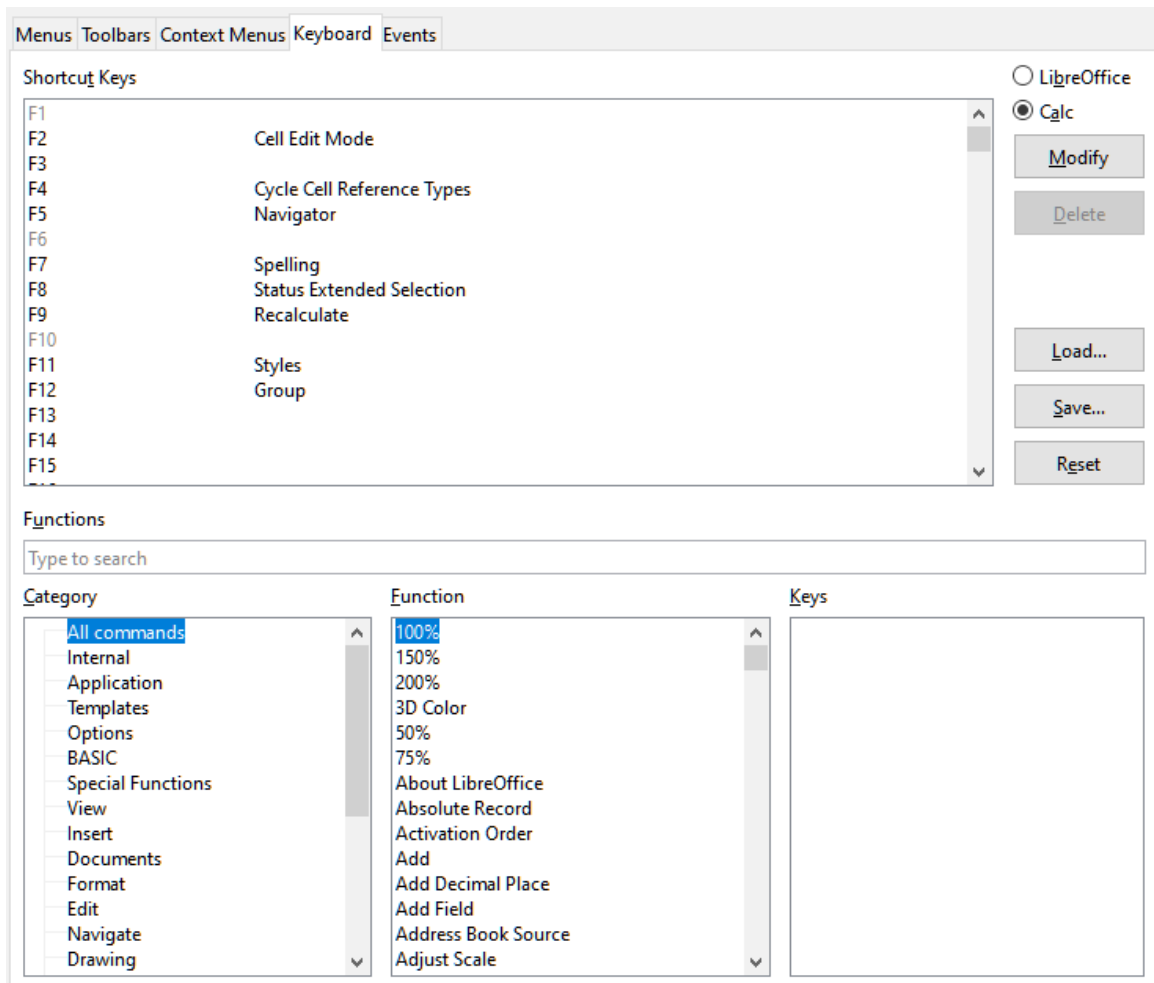 Menus Toolbars Context Menus Keyboard Events
Shortcut Keys
LibreOffice
Calc
F1
F2 Cell Edit Mode
F3
F4 Cycle Cell Reference Types
F5 Navigator
F6
F7 Spelling
F8 Status Extended Selection
F9 Recalculate
F10
F11 Styles
F12 Group
F13
F14
F15
Modify
Delete
Load...
Save...
Reset
Functions
Type to search
Category
All commands
Internal
Application
Templates
Options
BASIC
Special Functions
View
Insert
Documents
Format
Edit
Navigate
Drawing
Function
100%
150%
200%
3D Color
50%
75%
About LibreOffice
Absolute Record
Activation Order
Add
Add Decimal Place
Add Field
Address Book Source
Adjust Scale
Keys